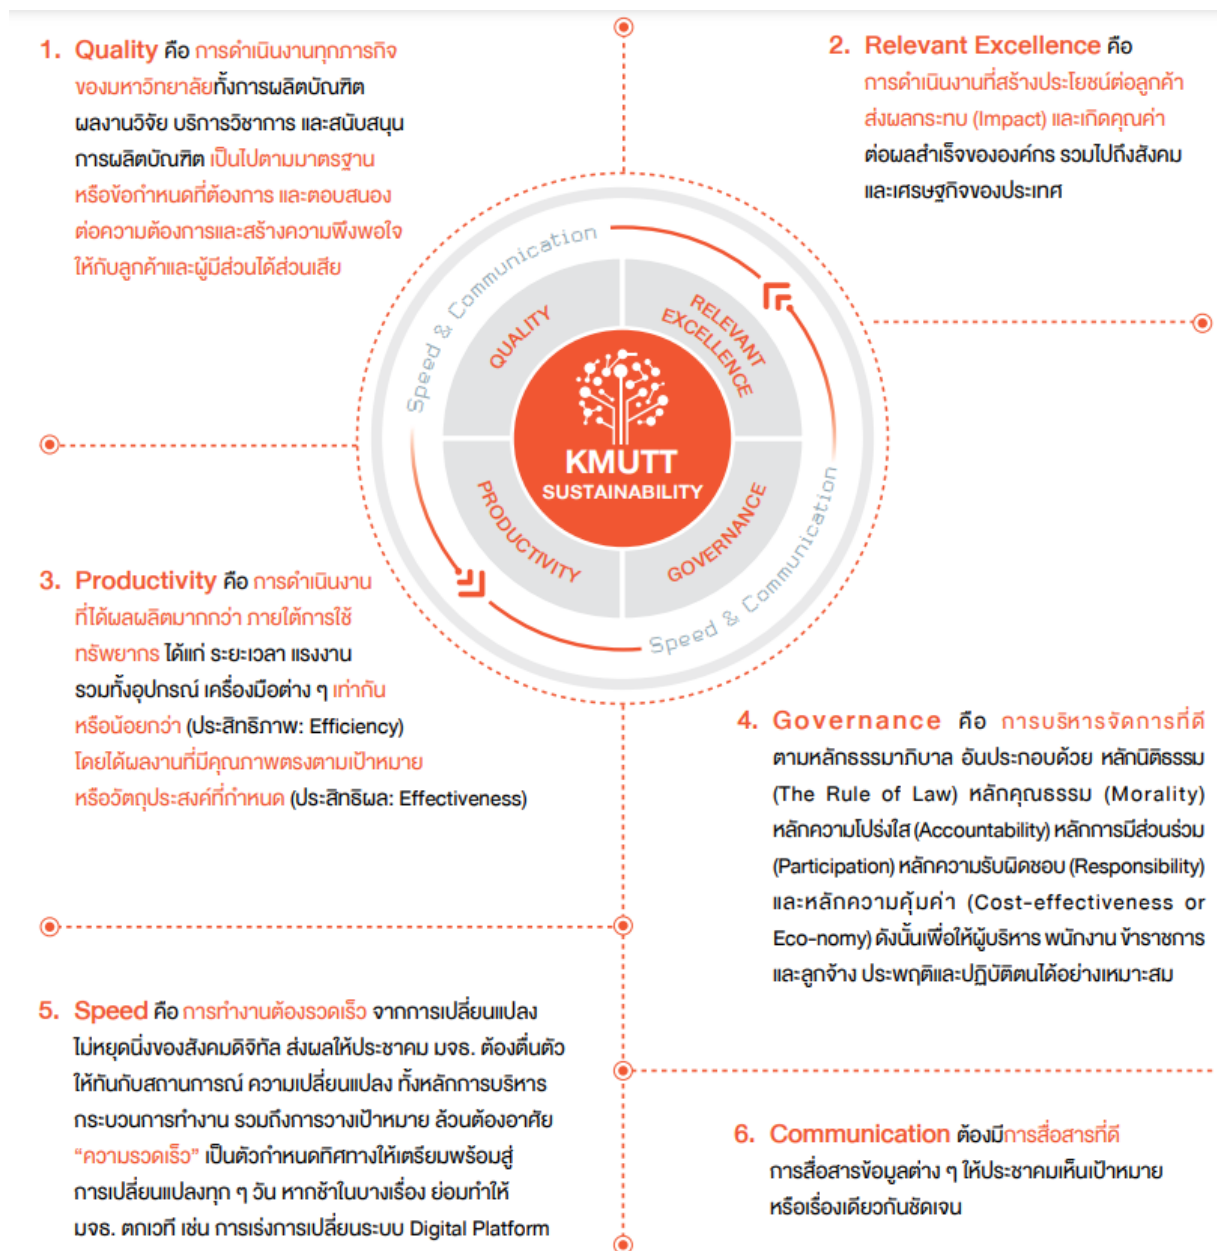 1. Quality คือ การดำเนินงานทุกภารกิจ
ของมหาวิทยาลัยทั้งการผลิตบัณฑิต
ผลงานวิจัย บริการวิชาการ และสนับสนุน
การผลิตบัณฑิต เป็นไปตามมาตรฐาน
หรือข้อกำหนดที่ต้องการ และตอบสนอง
ต่อความต้องการและสร้างความพึงพอใจ
ให้กับลูกค้าและผู้มีส่วนได้ส่วนเสีย
2. Relevant Excellence คือ
การดำเนินงานที่สร้างประโยชน์ต่อลูกค้า
ส่งผลกระทบ (Impact) และเกิดคุณค่า
ต่อผลสำเร็จขององค์กร รวมไปถึงสังคม
และเศรษฐกิจของประเทศ
Speed & Communication
QUALITY
RELEVANT
EXCELLENCE
KMUTT
SUSTAINABILITY
PRODUCTIVITY
GOVERNANCE
Speed & Communication
3. Productivity คือ การดำเนินงาน
ที่ได้ผลผลิตมากกว่า ภายใต้การใช้
ทรัพยากร ได้แก่ ระยะเวลา แรงงาน
รวมทั้งอุปกรณ์ เครื่องมือต่าง ๆ เท่ากัน
หรือน้อยกว่า (ประสิทธิภาพ: Efficiency)
โดยได้ผลงานที่มีคุณภาพตรงตามเป้าหมาย
หรือวัตถุประสงค์ที่กำหนด (ประสิทธิผล: Effectiveness)
4. Governance คือ การบริหารจัดการที่ดี
ตามหลักธรรมาภิบาล อันประกอบด้วย หลักนิติธรรม
(The Rule of Law) หลักคุณธรรม (Morality)
หลักความโปร่งใส (Accountability) หลักการมีส่วนร่วม
(Participation) หลักความรับผิดชอบ (Responsibility)
และหลักความคุ้มค่า (Cost-effectiveness or
Eco-nomy) ดังนั้นเพื่อให้ผู้บริหาร พนักงาน ข้าราชการ
และลูกจ้าง ประพฤติและปฏิบัติตนได้อย่างเหมาะสม
5. Speed คือ การทำงานต้องรวดเร็ว จากการเปลี่ยนแปลง
ไม่หยุดนิ่งของสังคมดิจิทัล ส่งผลให้ประชาคม มจธ. ต้องตื่นตัว
ให้ทันกับสถานการณ์ ความเปลี่ยนแปลง ทั้งหลักการบริหาร
กระบวนการทำงาน รวมถึงการวางเป้าหมาย ล้วนต้องอาศัย
“ความรวดเร็ว” เป็นตัวกำหนดทิศทางให้เตรียมพร้อมสู่
การเปลี่ยนแปลงทุก ๆ วัน หากช้าในบางเรื่อง ย่อมทำให้
มจธ. ตกเวที เช่น การเร่งการเปลี่ยนระบบ Digital Platform
6. Communication ต้องมีการสื่อสารที่ดี
การสื่อสารข้อมูลต่าง ๆ ให้ประชาคมเห็นเป้าหมาย
หรือเรื่องเดียวกันชัดเจน